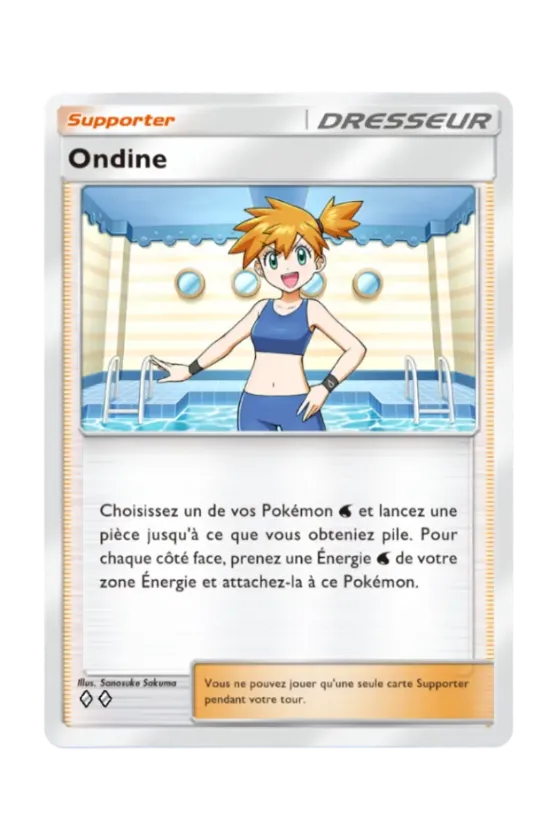 Supporter
DRESSEUR
Ondine
Choisissez un de vos Pokémon et lancez une
pièce jusqu'à ce que vous obteniez pile. Pour
chaque côté face, prenez une Énergie de votre
zone Énergie et attachez-la à ce Pokémon.
Illus. Sanosuke Sakuma
Vous ne pouvez jouer qu'une seule carte Supporter
pendant votre tour.